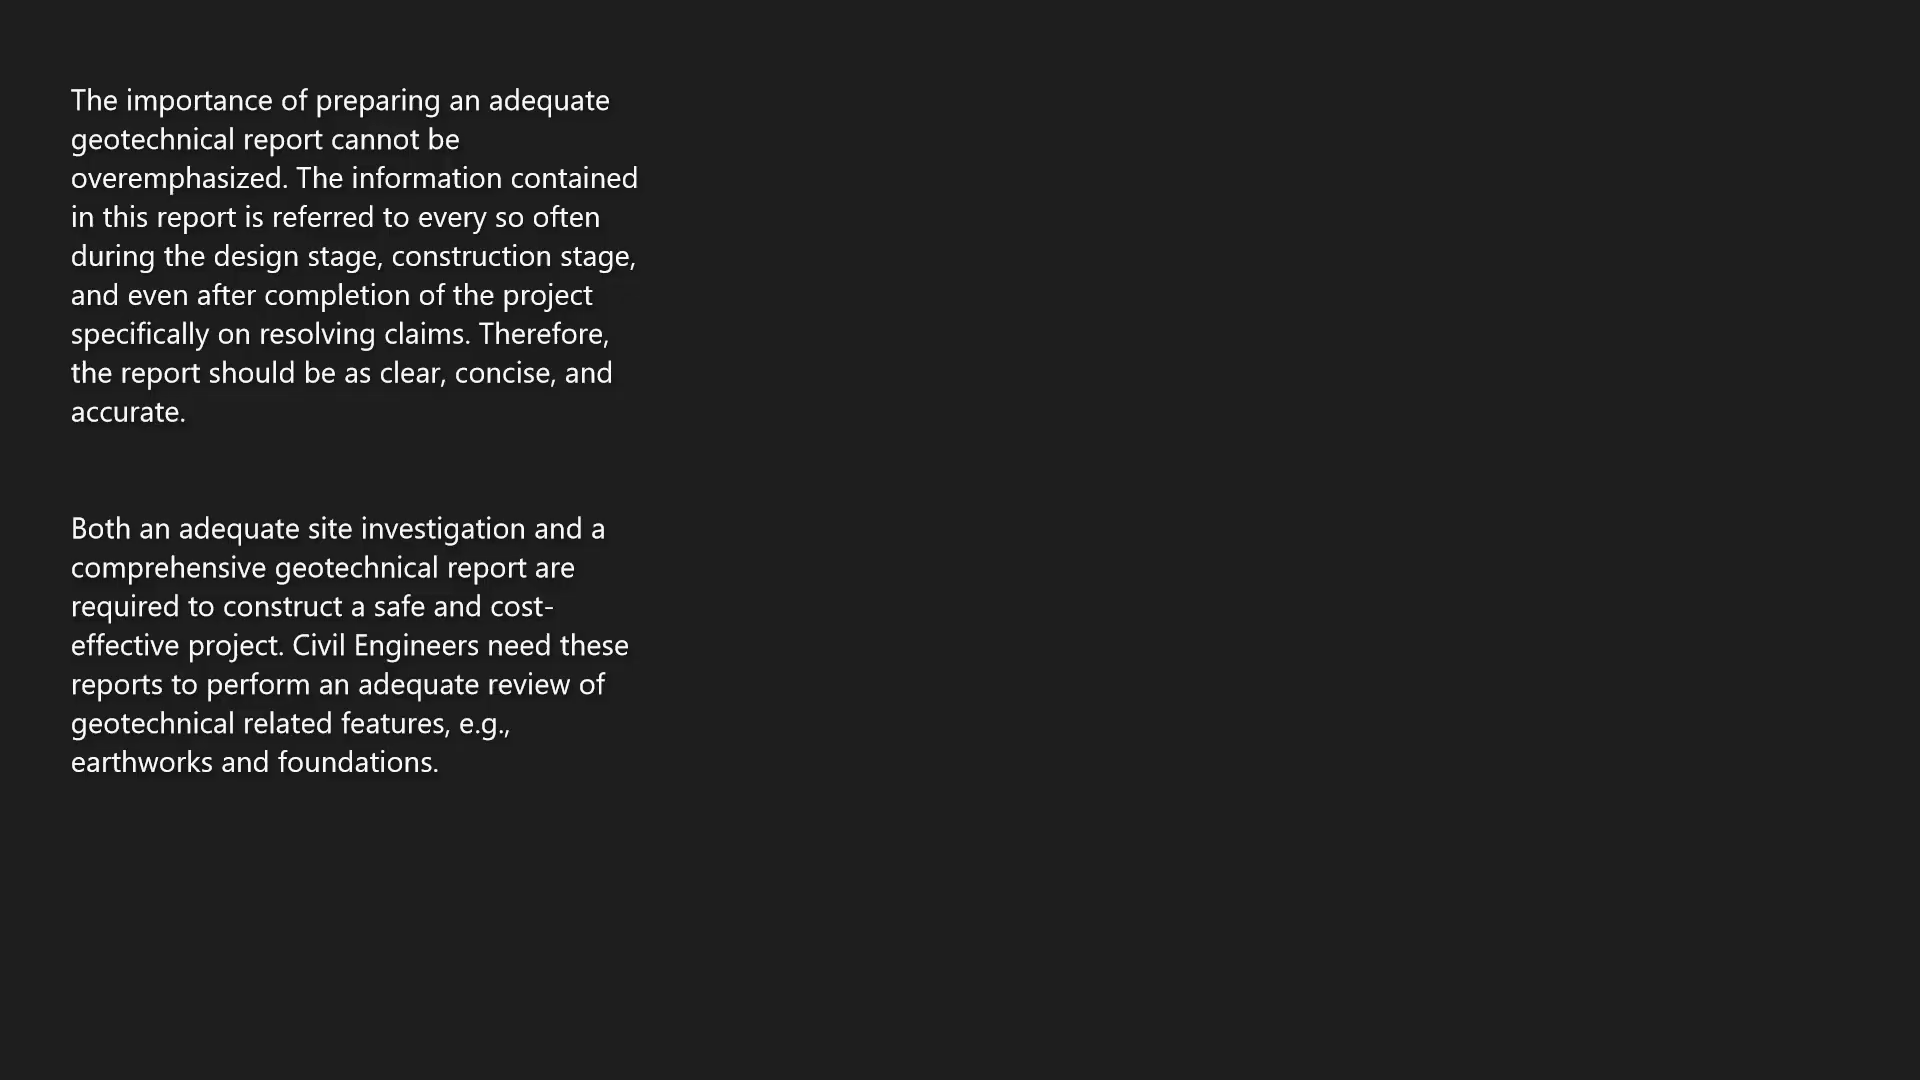 The importance of preparing an adequate
geotechnical report cannot be
overemphasized. The information contained
in this report is referred to every so often
during the design stage, construction stage,
and even after completion of the project
specifically on resolving claims. Therefore,
the report should be as clear, concise, and
accurate.
Both an adequate site investigation and a
comprehensive geotechnical report are
required to construct a safe and cost-
effective project. Civil Engineers need these
reports to perform an adequate review of
geotechnical related features, e.g.,
earthworks and foundations.